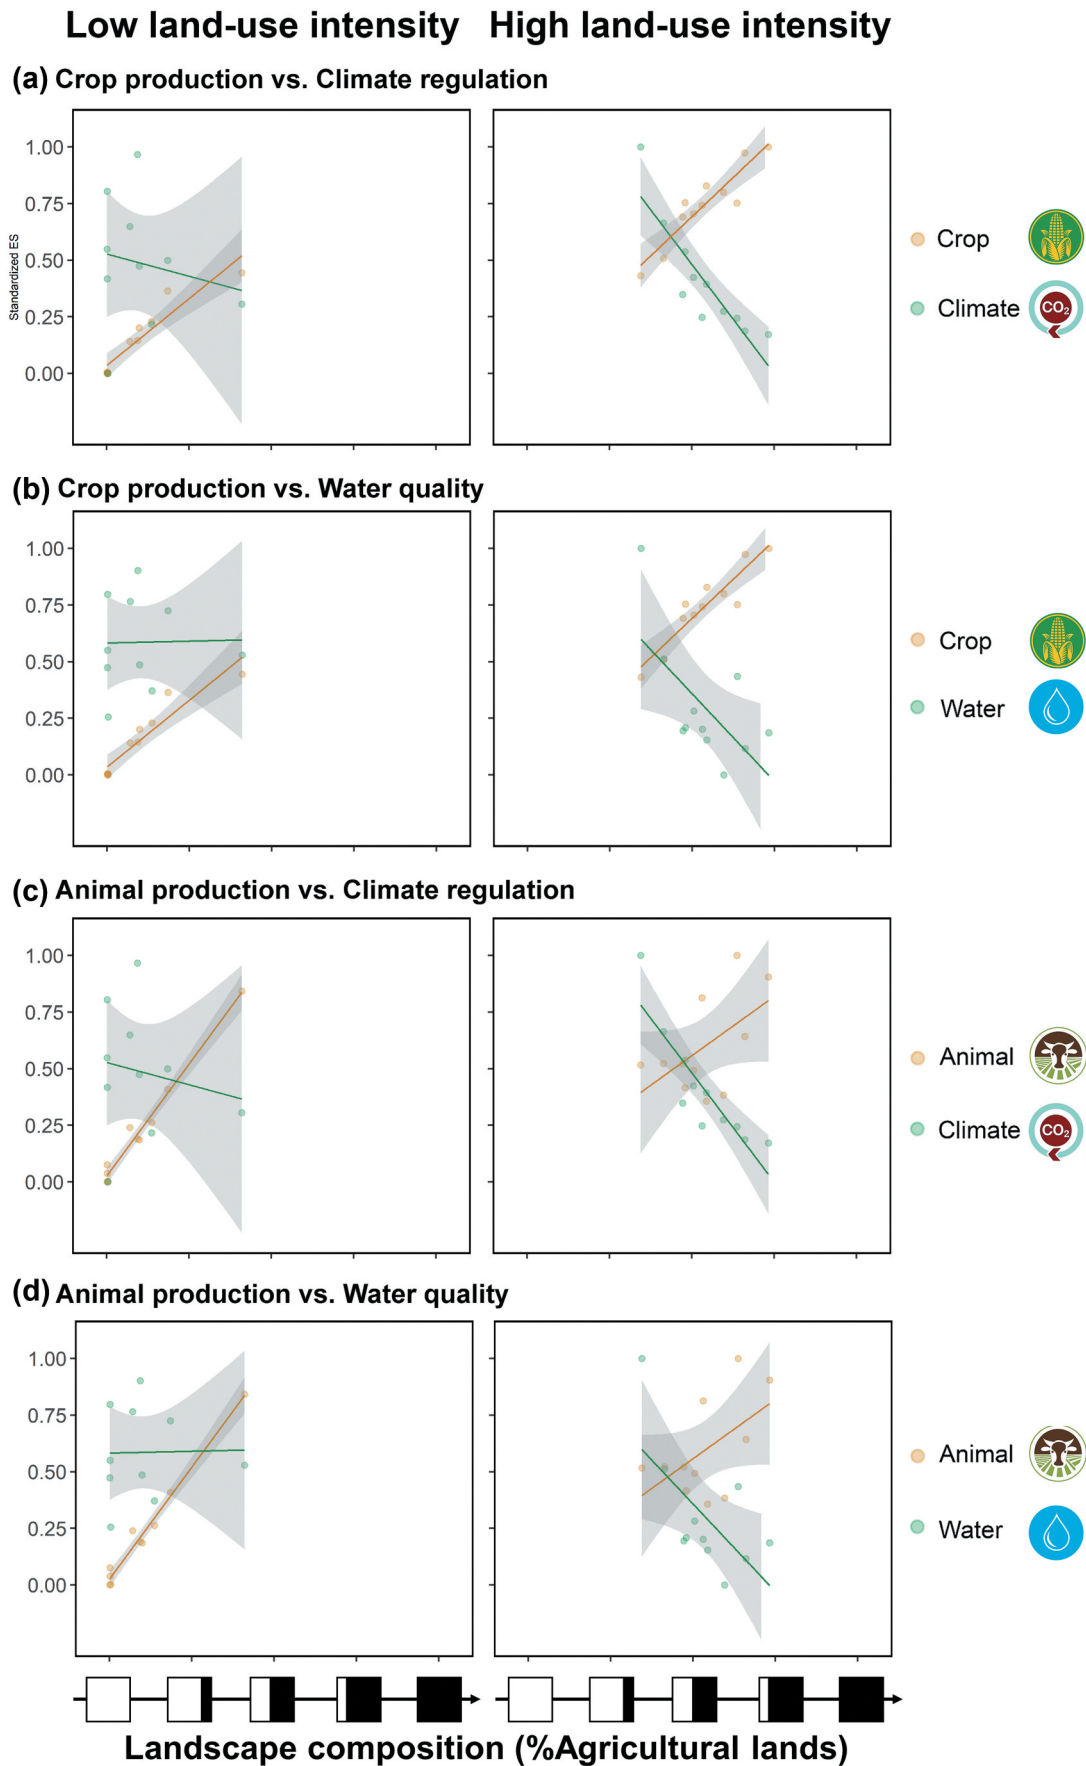 Low land-use intensity High land-use intensity
(a) Crop production vs. Climate regulation
1.00
0.75
0.50
0.25
0.00
Standardized ES
Crop
Climate
CO₂
(b) Crop production vs. Water quality
1.00
0.75
0.50
0.25
0.00
Crop
Water
(c) Animal production vs. Climate regulation
1.00
0.75
0.50
0.25
0.00
Animal
Climate
CO₂
(d) Animal production vs. Water quality
1.00
0.75
0.50
0.25
0.00
Animal
Water
Landscape composition (%Agricultural lands)